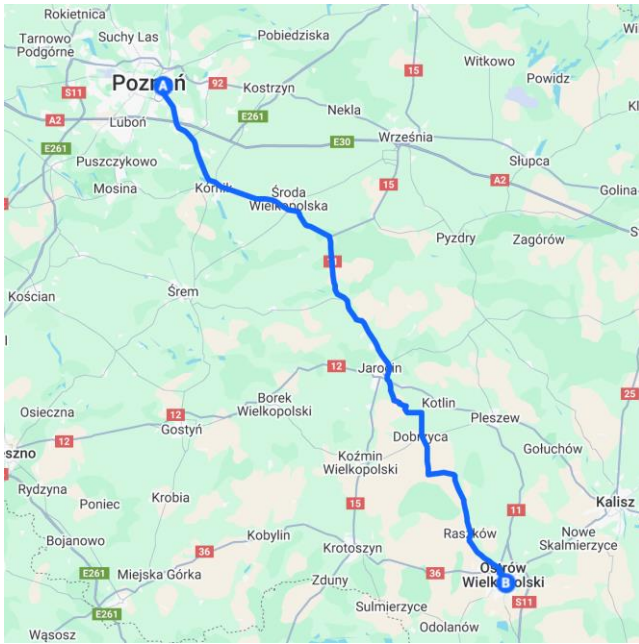 Rokietnica
Tarnowo
Podgórne
Suchy Las
Pobiedziska
Witkowo
Powidz
15
Poznań
A
92
Kostrzyn
S11
Nekla
E261
A2
Luboń
Września
E30
Słupca
E261
Puszczykowo
Mosina
Kórnik
Środa
Wielkopolska
15
A2
Golina
Pyzdry
Zagórów
Kościan
Śrem
12
Jarocin
Borek
Wielkopolski
Kotlin
Pleszew
25
Osieczna
12
Gostyń
Dobrzyca
Gołuchów
12
Koźmin
Wielkopolski
Rydzyna
Poniec
Krobia
15
11
Kalisz
Bojanowo
Kobylin
Raszków
Nowe
Skalmierzyce
36
Krotoszyn
E261
Miejska Górka
Zduny
36
Ostrów
Wielkopolski
B
S11
Sulmierzyce
Odolanów
Wąsosz